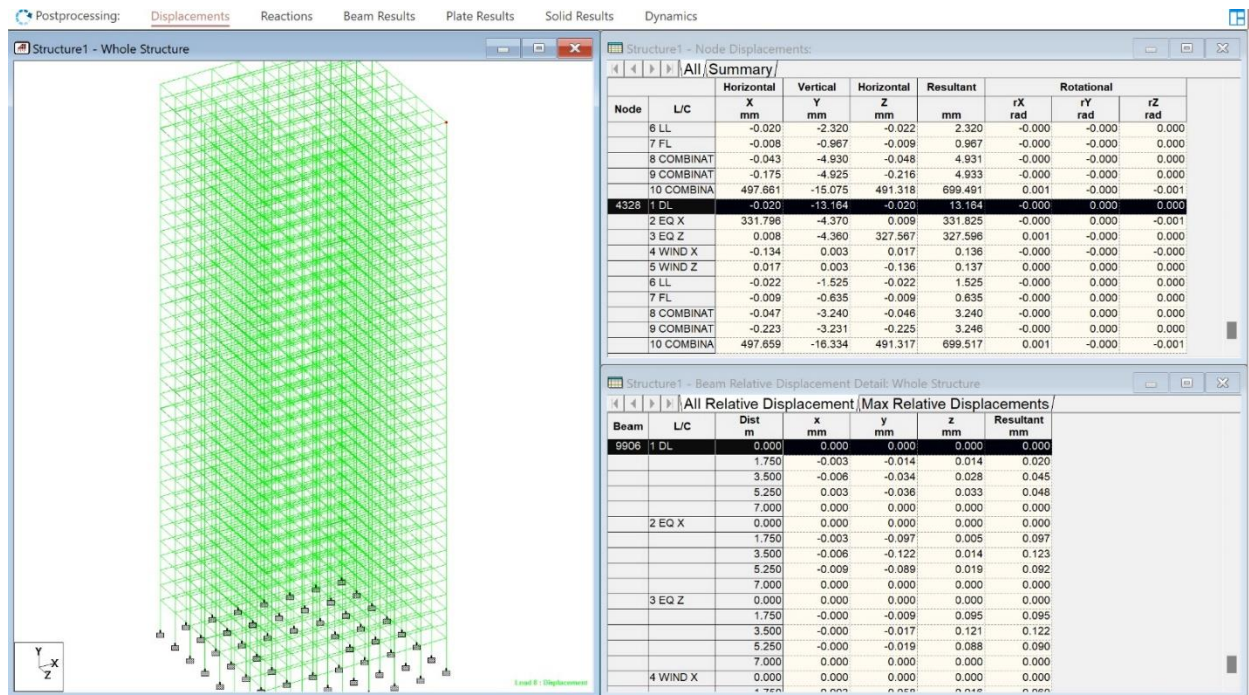 Postprocessing: Displacements Reactions Beam Results Plate Results Solid Results Dynamics
Structure1 - Whole Structure
Y
X
Z
Structure1 - Node Displacements:
All Summary
Horizontal Vertical Horizontal Resultant Rotational
Node L/C X mm Y mm Z mm mm rX rad rY rad rZ rad
6 LL -0.020 -2.320 -0.022 2.320 -0.000 -0.000 0.000
7 FL -0.008 -0.967 -0.009 0.967 -0.000 -0.000 0.000
8 COMBINAT -0.043 -4.930 -0.048 4.931 -0.000 -0.000 0.000
9 COMBINAT -0.175 -4.925 -0.216 4.933 -0.000 -0.000 0.000
10 COMBINA 497.661 -15.075 491.318 699.491 0.001 -0.000 -0.001
4328 1 DL -0.020 -13.164 -0.020 13.164 -0.000 0.000 0.000
2 EQ X 331.796 -4.370 0.009 331.825 -0.000 0.000 -0.001
3 EQ Z 0.008 -4.360 327.567 327.596 0.001 -0.000 0.000
4 WIND X -0.134 0.003 0.017 0.136 -0.000 0.000 0.000
5 WIND Z 0.017 0.003 -0.136 0.137 0.000 0.000 0.000
6 LL -0.022 -1.525 -0.022 1.525 -0.000 0.000 0.000
7 FL -0.009 -0.635 -0.009 0.635 -0.000 0.000 0.000
8 COMBINAT -0.047 -3.240 -0.046 3.240 -0.000 0.000 0.000
9 COMBINAT -0.223 -3.231 -0.225 3.246 -0.000 0.000 0.000
10 COMBINA 497.659 -16.334 491.317 699.517 0.001 -0.000 -0.001
Structure1 - Beam Relative Displacement Detail: Whole Structure
All Relative Displacement Max Relative Displacements
Beam L/C Dist m x mm y mm z mm Resultant mm
9906 1 DL 0.000 0.000 0.000 0.000 0.000
1.750 -0.003 -0.014 0.014 0.020
3.500 -0.006 -0.034 0.028 0.045
5.250 0.003 -0.036 0.033 0.048
7.000 0.000 0.000 0.000 0.000
2 EQ X 0.000 0.000 0.000 0.000 0.000
1.750 -0.003 -0.097 0.005 0.097
3.500 -0.006 -0.122 0.014 0.123
5.250 -0.009 -0.089 0.019 0.092
7.000 0.000 0.000 0.000 0.000
3 EQ Z 0.000 0.000 0.000 0.000 0.000
1.750 -0.000 -0.009 0.095 0.095
3.500 -0.000 -0.017 0.121 0.122
5.250 -0.000 -0.019 0.088 0.090
7.000 0.000 0.000 0.000 0.000
4 WIND X 0.000 0.000 0.000 0.000 0.000